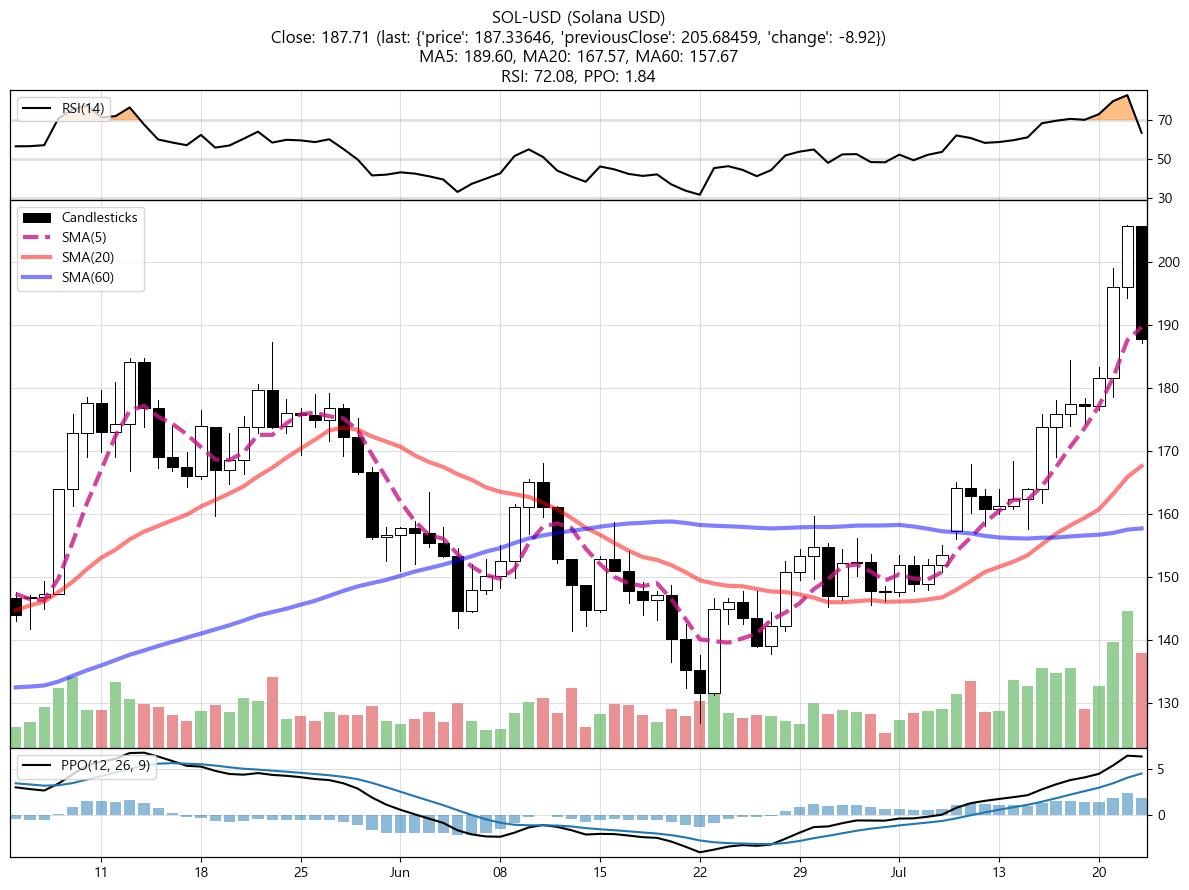 SOL-USD (Solana USD)
Close: 187.71 (last: {'price': 187.33646, 'previousClose': 205.68459, 'change': -8.92})
MA5: 189.60, MA20: 167.57, MA60: 157.67
RSI: 72.08, PPO: 1.84
RSI(14)
70
50
30
Candlesticks
SMA(5)
SMA(20)
SMA(60)
200
190
180
170
160
150
140
130
PPO(12, 26, 9)
5
0
11 18 25 Jun 08 15 22 29 Jul 13 20